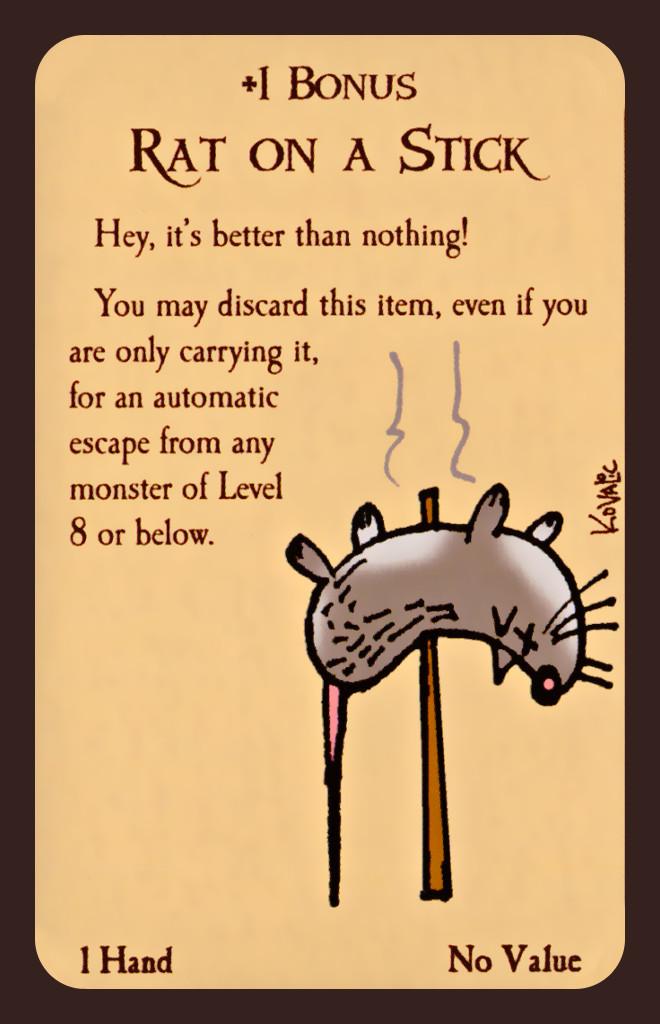 +1 Bonus
Rat on a Stick
Hey, it's better than nothing!
You may discard this item, even if you
are only carrying it,
for an automatic
escape from any
monster of Level
8 or below.
Kovalic
1 Hand
No Value